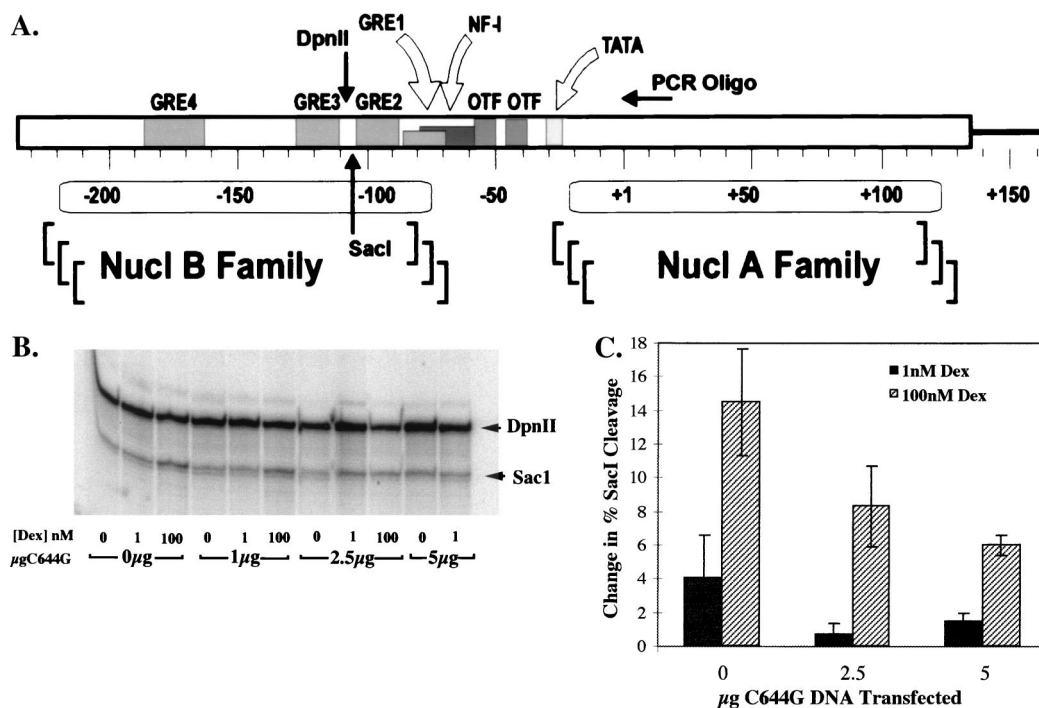 A.
GRE1
NF-I
DpnII
TATA
PCR Oligo
GRE4
GRE3
GRE2
OTF
OTF
-200
-150
-100
-50
+1
+50
+100
+150
SacI
Nucl B Family
Nucl A Family
B.
DpnII
Sac1
[Dex] nM
0 1 100 0 1 100 0 1 100 0 1
µgC644G
0µg 1µg 2.5µg 5µg
C.
18
16
14
12
10
8
6
4
2
0
Change in % SacI Cleavage
1nM Dex
100nM Dex
0 2.5 5
µg C644G DNA Transfected